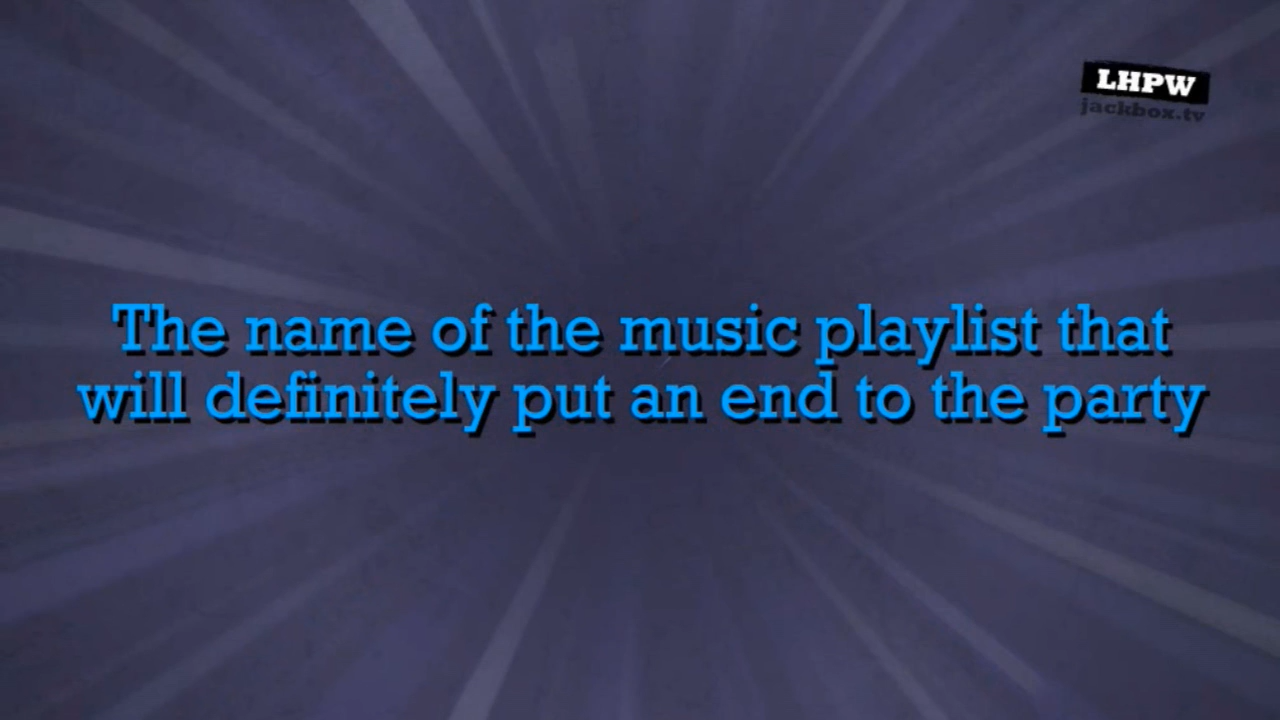 LHPW
jackbox.tv
The name of the music playlist that
will definitely put an end to the party